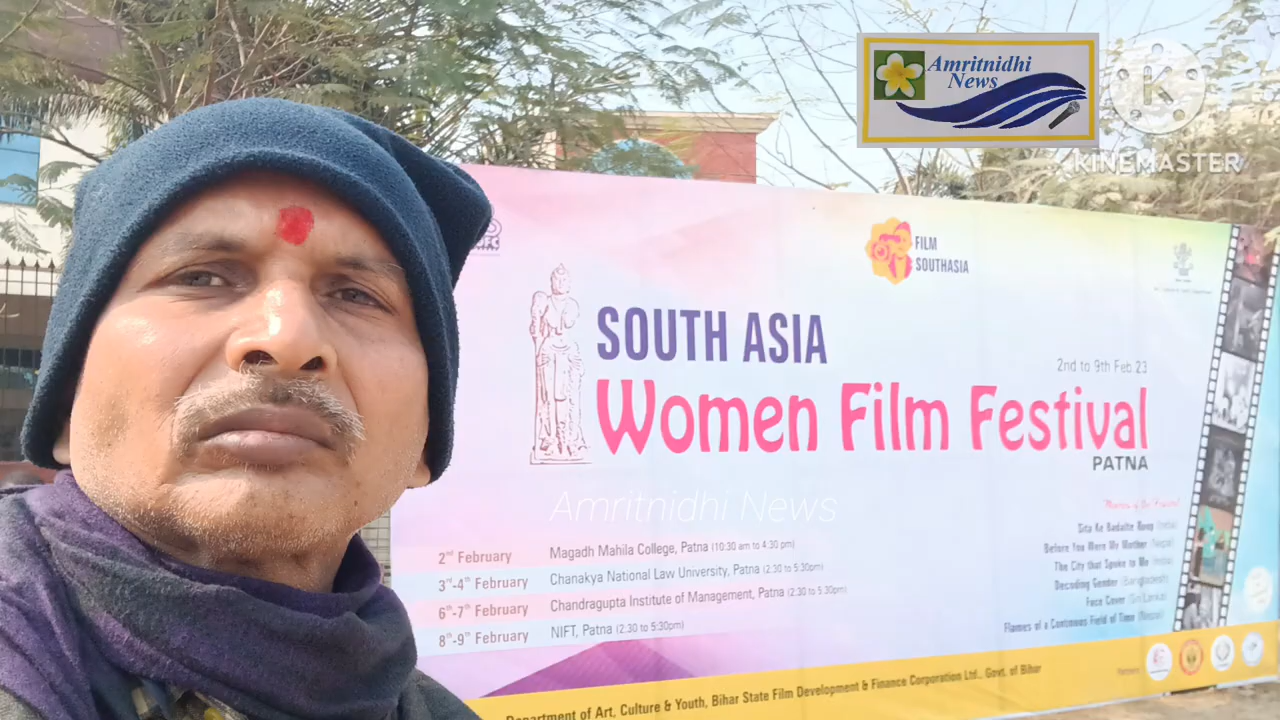 Amritnidhi
News
K
KINEMASTER
FILM
SOUTHASIA
SOUTH ASIA
2nd to 9th Feb.23
Women Film Festival
PATNA
Amritnidhi News
2nd February Magadh Mahila College, Patna (10:30 am to 4:30 pm)
3rd-4th February Chanakya National Law University, Patna (2:30 to 5:30pm)
6th-7th February Chandragupta Institute of Management, Patna (2:30 to 5:30pm)
8th-9th February NIFT, Patna (2:30 to 5:30pm)
Sita Ke Badalte Roop (India)
Before You Were My Mother (Nepal)
The City that Spoke to Me (India)
Decoding Gender (Bangladesh)
Face Cover (Sri Lanka)
Flames of a Continuous Field of Time (Nepal)
Department of Art, Culture & Youth, Bihar State Film Development & Finance Corporation Ltd., Govt. of Bihar